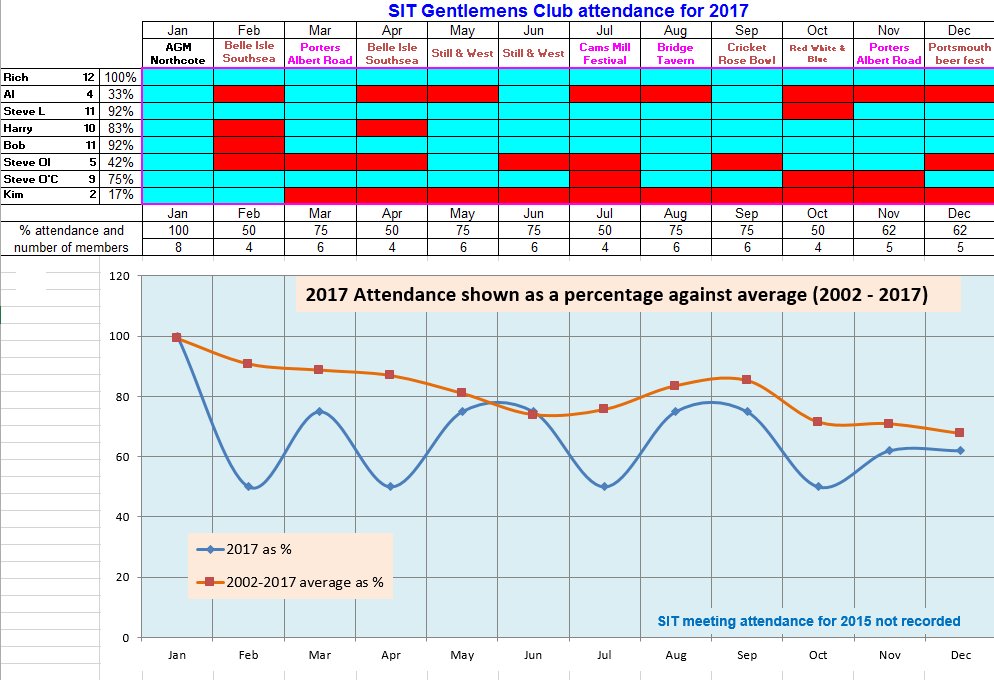 SIT Gentlemens Club attendance for 2017
Jan Feb Mar Apr May Jun Jul Aug Sep Oct Nov Dec
AGM Northcote Belle Isle Southsea Porters Albert Road Belle Isle Southsea Still & West Still & West Cams Mill Festival Bridge Tavern Cricket Rose Bowl Red White & Blue Porters Albert Road Portsmouth beer fest
Rich 12 100%
Al 4 33%
Steve L 11 92%
Harry 10 83%
Bob 11 92%
Steve Ol 5 42%
Steve O'C 9 75%
Kim 2 17%
Jan Feb Mar Apr May Jun Jul Aug Sep Oct Nov Dec
% attendance and 100 50 75 50 75 75 50 75 75 50 62 62
number of members 8 4 6 4 6 6 4 6 6 4 5 5
120
2017 Attendance shown as a percentage against average (2002 - 2017)
100
80
60
40
2017 as %
20
2002-2017 average as %
SIT meeting attendance for 2015 not recorded
0
Jan Feb Mar Apr May Jun Jul Aug Sep Oct Nov Dec